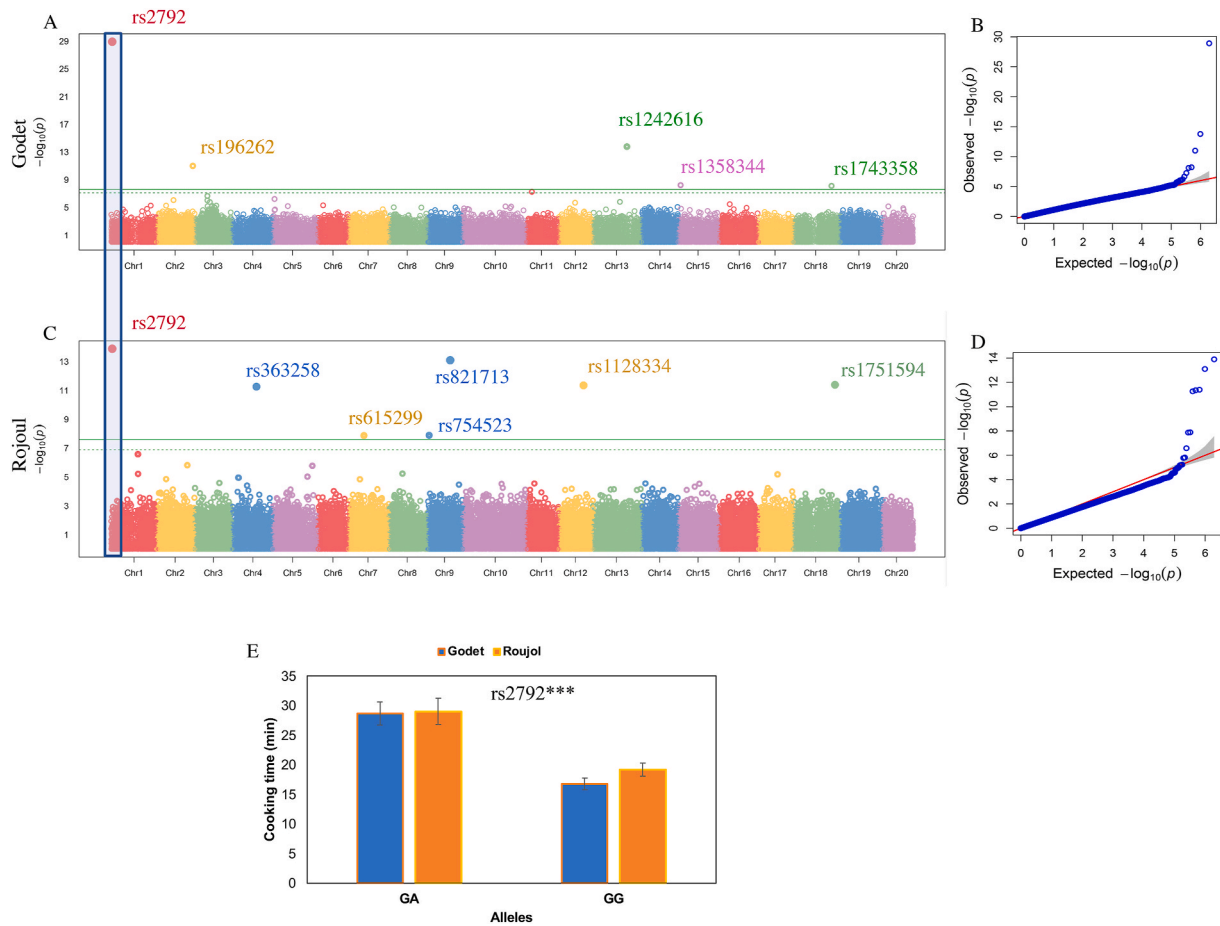 A
rs2792
Godet
−log10(p)
29
25
21
17
13
9
5
1
rs196262
rs1242616
rs1358344
rs1743358
Chr1 Chr2 Chr3 Chr4 Chr5 Chr6 Chr7 Chr8 Chr9 Chr10 Chr11 Chr12 Chr13 Chr14 Chr15 Chr16 Chr17 Chr18 Chr19 Chr20
B
Observed −log10(p)
30
25
20
15
10
5
0
0 1 2 3 4 5 6
Expected −log10(p)
C
rs2792
Rojoul
−log10(p)
13
11
9
7
5
3
1
rs363258
rs821713
rs1128334
rs1751594
rs615299
rs754523
Chr1 Chr2 Chr3 Chr4 Chr5 Chr6 Chr7 Chr8 Chr9 Chr10 Chr11 Chr12 Chr13 Chr14 Chr15 Chr16 Chr17 Chr18 Chr19 Chr20
D
Observed −log10(p)
14
12
10
8
6
4
2
0
0 1 2 3 4 5 6
Expected −log10(p)
E
Godet Roujol
rs2792***
Cooking time (min)
35
30
25
20
15
10
5
0
GA GG
Alleles